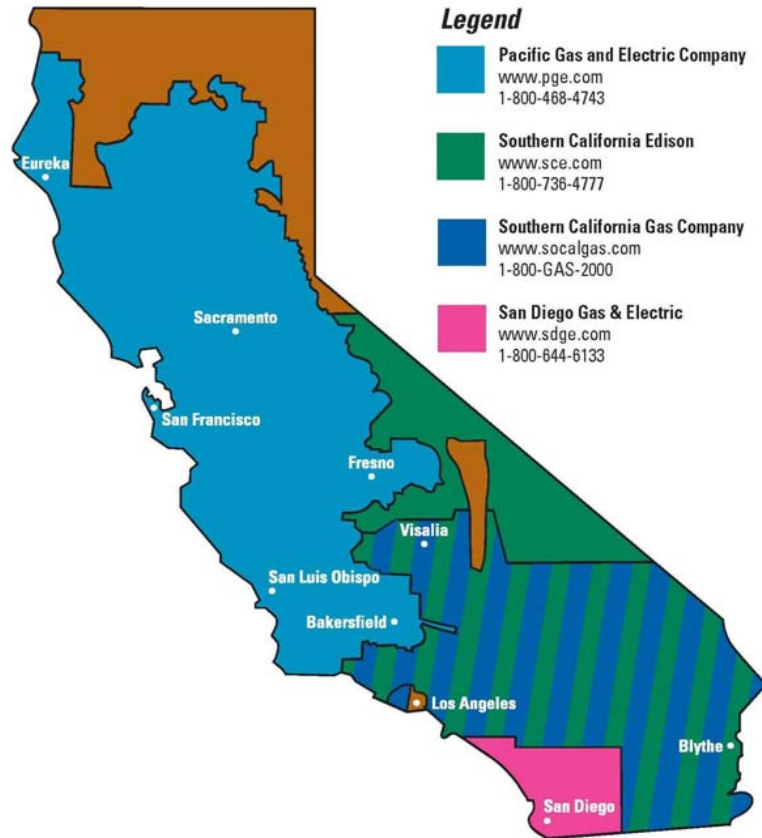 Legend
Pacific Gas and Electric Company
www.pge.com
1-800-468-4743
Southern California Edison
www.sce.com
1-800-736-4777
Southern California Gas Company
www.socalgas.com
1-800-GAS-2000
San Diego Gas & Electric
www.sdge.com
1-800-644-6133
Eureka
Sacramento
San Francisco
Fresno
Visalia
San Luis Obispo
Bakersfield
Los Angeles
Blythe
San Diego